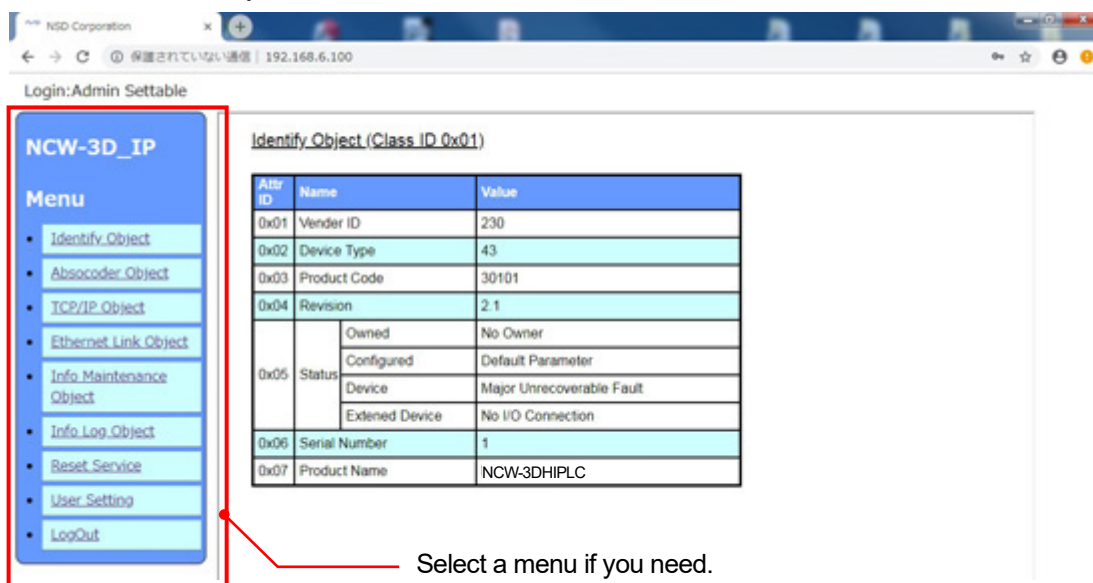 NSD Corporation
保護されていない通信 | 192.168.6.100
Login:Admin Settable
NCW-3D_IP
Menu
Identify Object
Absocoder Object
TCP/IP Object
Ethernet Link Object
Info Maintenance
Object
Info Log Object
Reset Service
User Setting
LogOut
Identify Object (Class ID 0x01)
Attr ID Name Value
0x01 Vender ID 230
0x02 Device Type 43
0x03 Product Code 30101
0x04 Revision 2.1
0x05 Status Owned No Owner
Configured Default Parameter
Device Major Unrecoverable Fault
Extened Device No I/O Connection
0x06 Serial Number 1
0x07 Product Name NCW-3DHIPLC
Select a menu if you need.